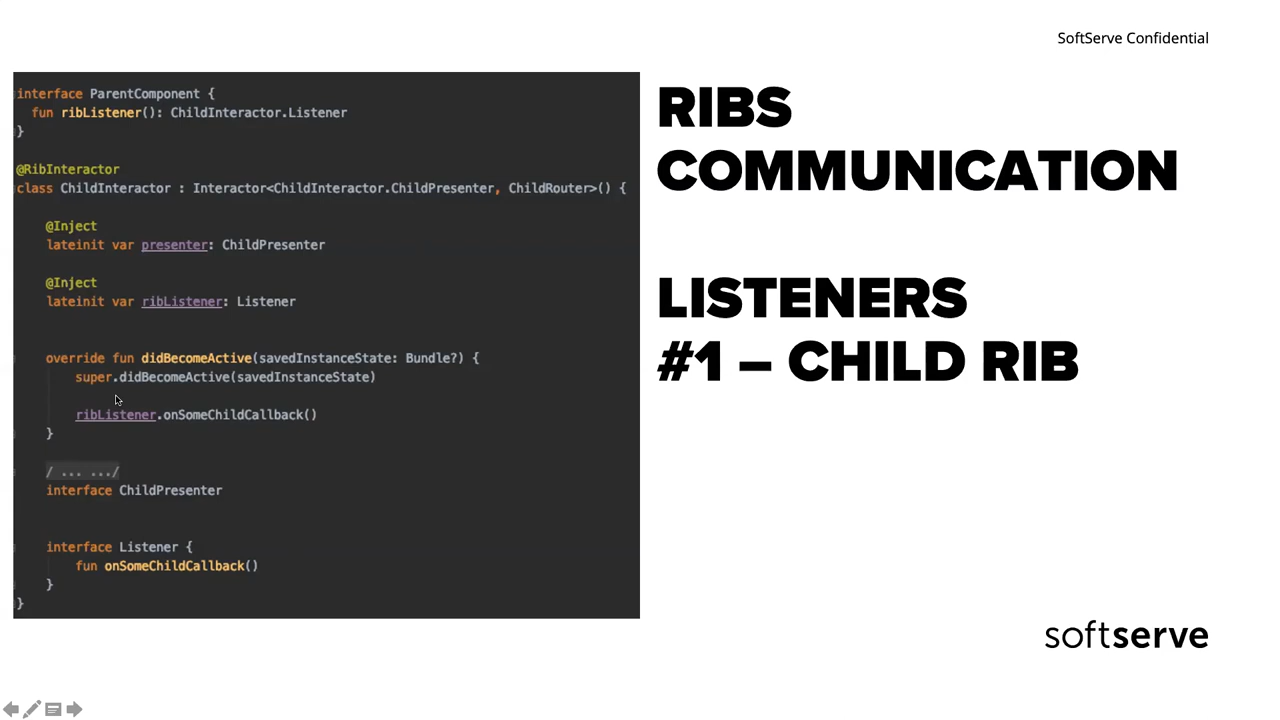 SoftServe Confidential
interface ParentComponent {
fun ribListener(): ChildInteractor.Listener
}
@RibInteractor
class ChildInteractor : Interactor<ChildInteractor.ChildPresenter, ChildRouter>() {
@Inject
lateinit var presenter: ChildPresenter
@Inject
lateinit var ribListener: Listener
override fun didBecomeActive(savedInstanceState: Bundle?) {
super.didBecomeActive(savedInstanceState)
ribListener.onSomeChildCallback()
}
/ ... .../
interface ChildPresenter
interface Listener {
fun onSomeChildCallback()
}
}
RIBS
COMMUNICATION
LISTENERS
#1 – CHILD RIB
softserve